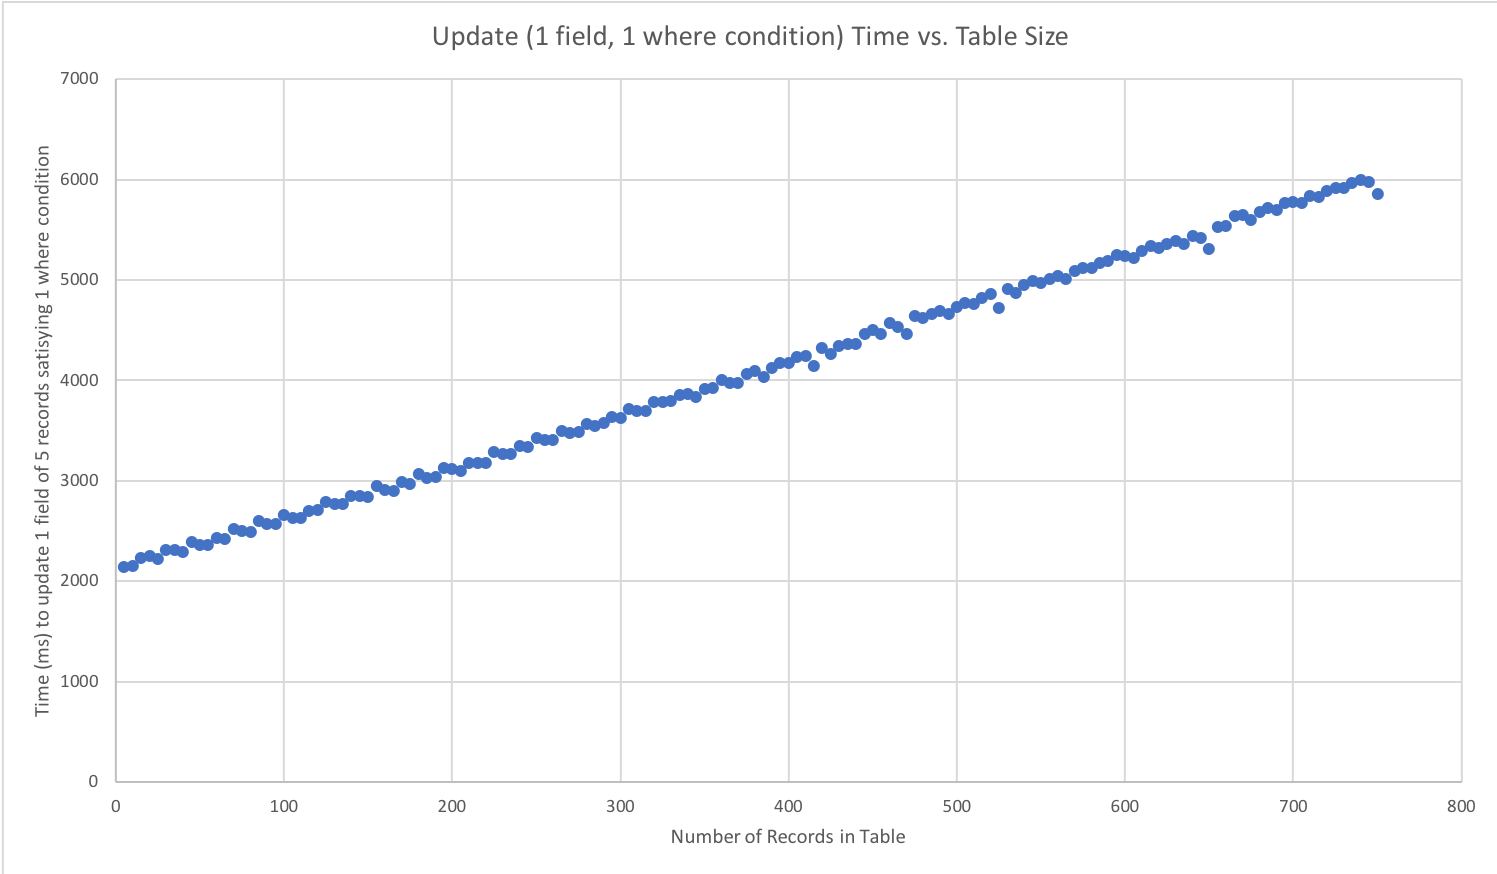 Update (1 field, 1 where condition) Time vs. Table Size
Time (ms) to update 1 field of 5 records satisying 1 where condition
7000
6000
5000
4000
3000
2000
1000
0
0 100 200 300 400 500 600 700 800
Number of Records in Table